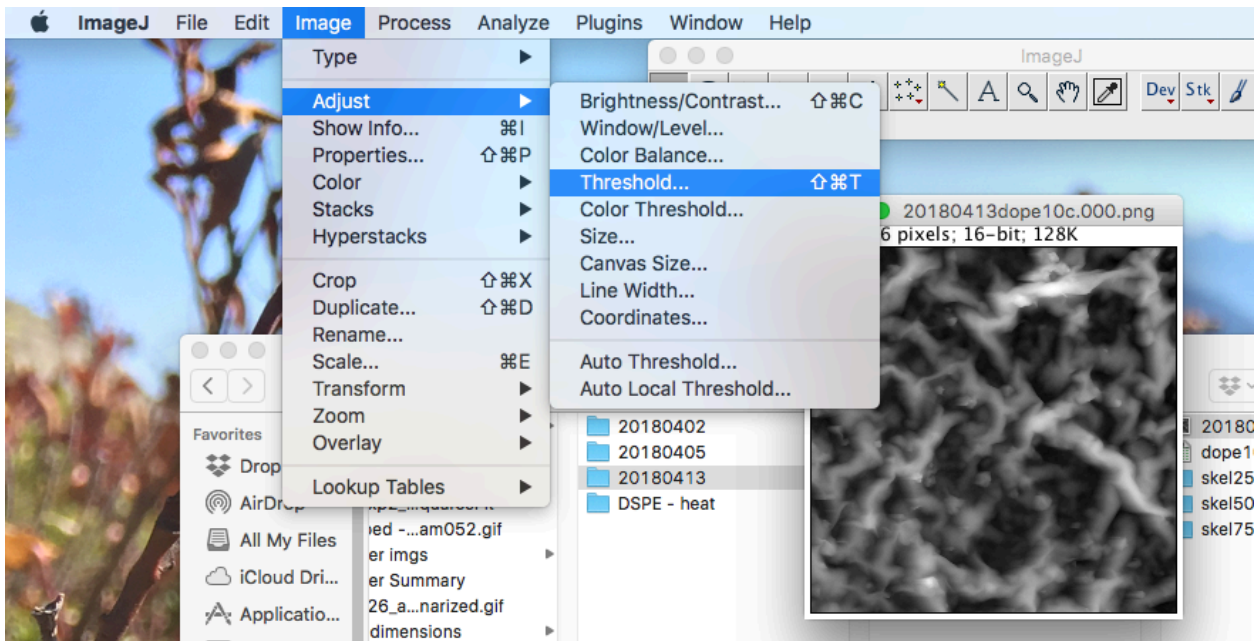 ImageJ File Edit Image Process Analyze Plugins Window Help
Type
Adjust
Show Info... ⌘I
Properties... ⇧⌘P
Color
Stacks
Hyperstacks
Crop ⇧⌘X
Duplicate... ⇧⌘D
Rename...
Scale... ⌘E
Transform
Zoom
Overlay
Lookup Tables
Brightness/Contrast... ⇧⌘C
Window/Level...
Color Balance...
Threshold... ⇧⌘T
Color Threshold...
Size...
Canvas Size...
Line Width...
Coordinates...
Auto Threshold...
Auto Local Threshold...
ImageJ
A Dev Stk
20180413dope10c.000.png
6 pixels; 16-bit; 128K
Favorites
Drop
AirDrop
All My Files
iCloud Dri...
Applicatio...
...am052.gif
er imgs
er Summary
26_a...narized.gif
dimensions
20180402
20180405
20180413
DSPE - heat
20180
dope1
skel25
skel50
skel75